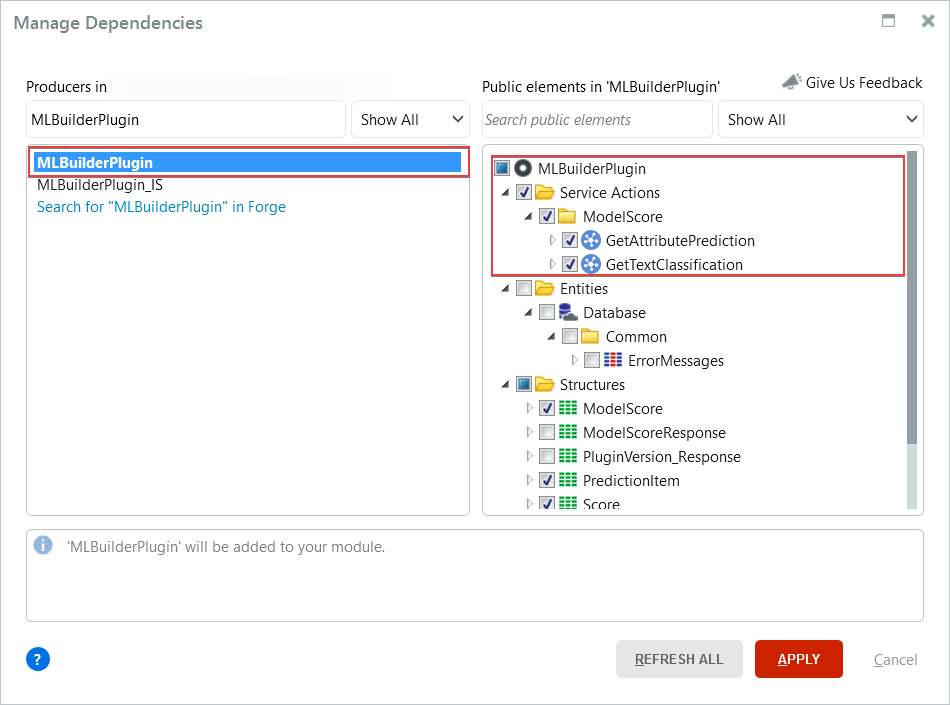 Manage Dependencies
Producers in
Public elements in 'MLBuilderPlugin'
Give Us Feedback
MLBuilderPlugin
Show All
Search public elements
Show All
MLBuilderPlugin
MLBuilderPlugin_IS
Search for "MLBuilderPlugin" in Forge
MLBuilderPlugin
Service Actions
ModelScore
GetAttributePrediction
GetTextClassification
Entities
Database
Common
ErrorMessages
Structures
ModelScore
ModelScoreResponse
PluginVersion_Response
PredictionItem
Score
'MLBuilderPlugin' will be added to your module.
?
REFRESH ALL
APPLY
Cancel